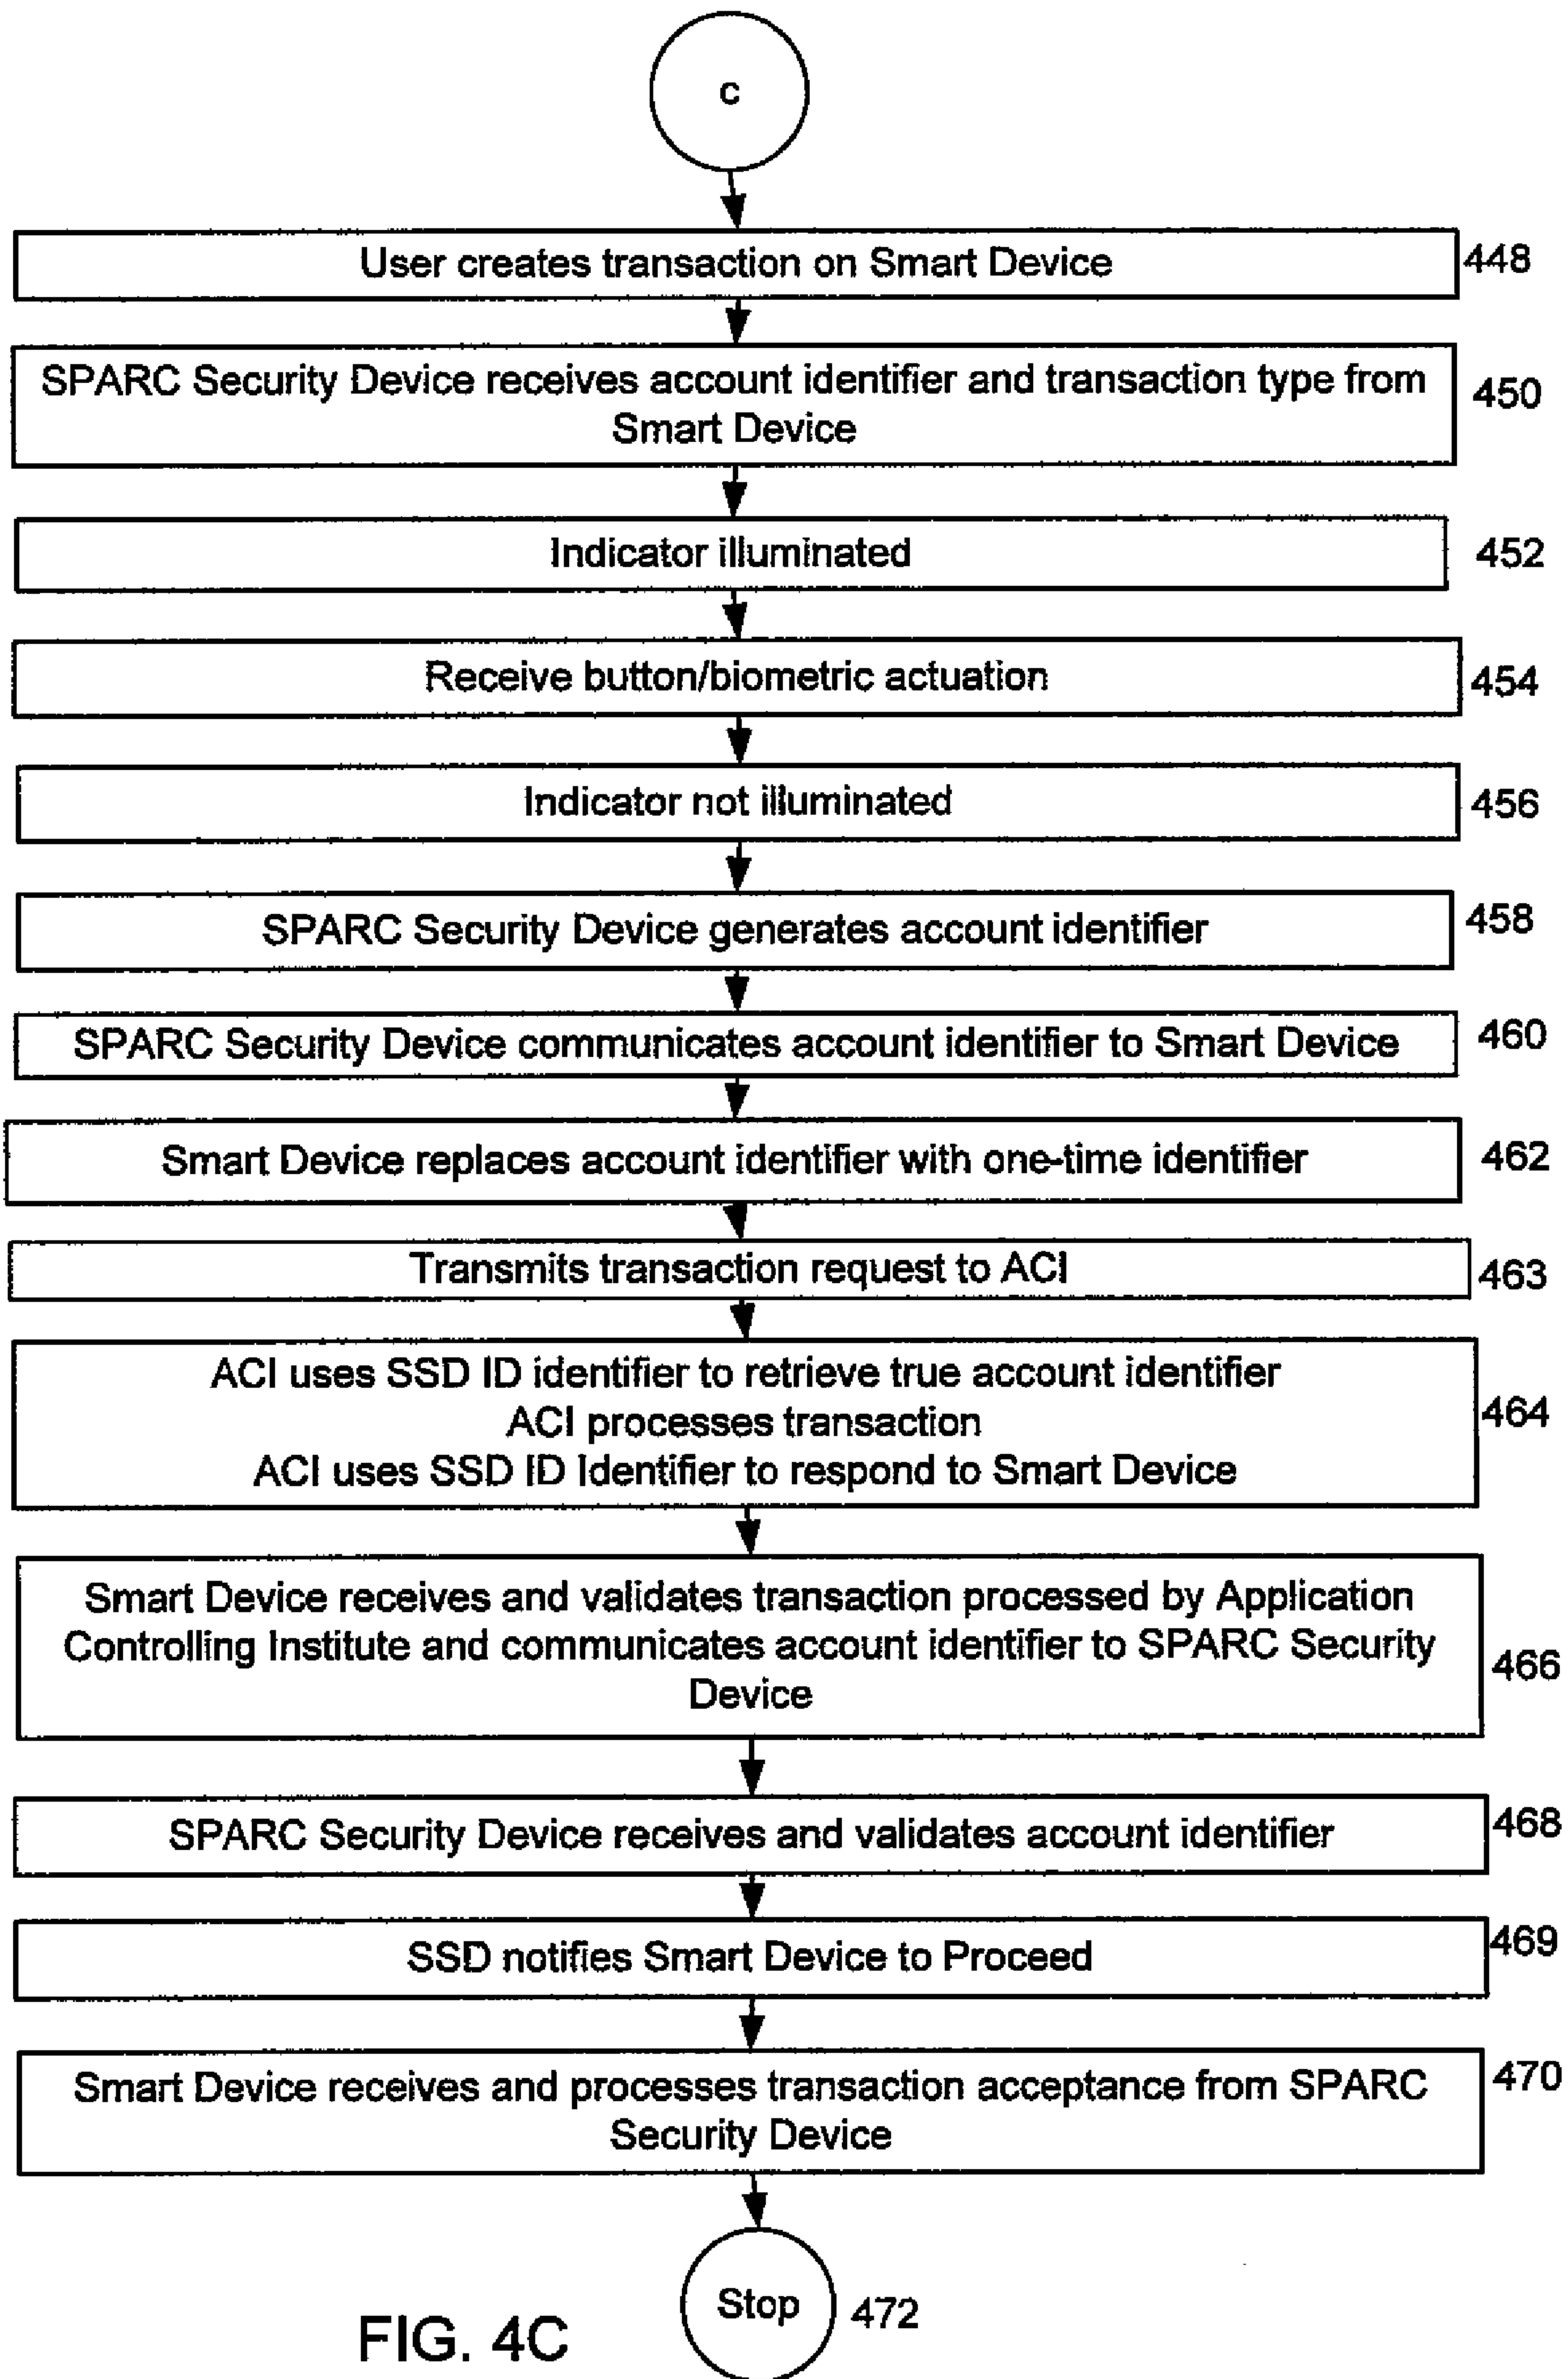 C
User creates transaction on Smart Device
448
SPARC Security Device receives account identifier and transaction type from
Smart Device
450
Indicator illuminated
452
Receive button/biometric actuation
454
Indicator not illuminated
456
SPARC Security Device generates account identifier
458
SPARC Security Device communicates account identifier to Smart Device
460
Smart Device replaces account identifier with one-time identifier
462
Transmits transaction request to ACI
463
ACI uses SSD ID identifier to retrieve true account identifier
ACI processes transaction
ACI uses SSD ID Identifier to respond to Smart Device
464
Smart Device receives and validates transaction processed by Application
Controlling Institute and communicates account identifier to SPARC Security
Device
466
SPARC Security Device receives and validates account identifier
468
SSD notifies Smart Device to Proceed
469
Smart Device receives and processes transaction acceptance from SPARC
Security Device
470
Stop
472
FIG. 4C